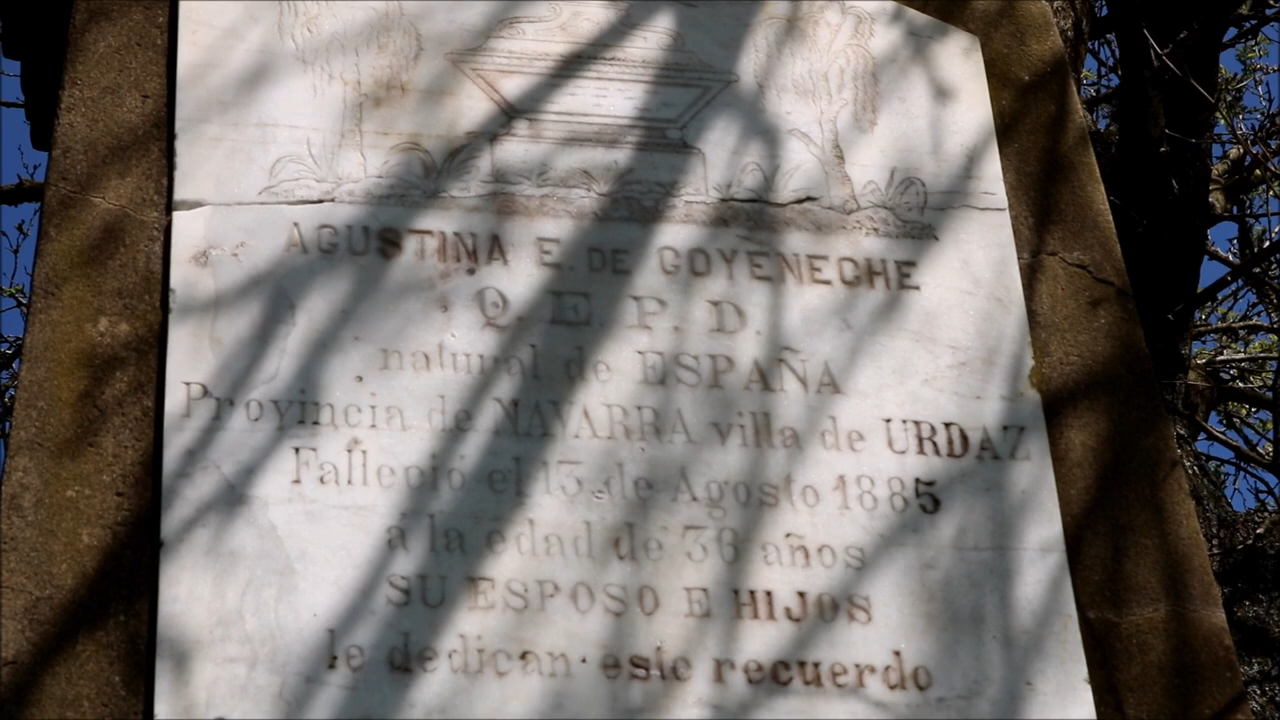 AGUSTINA E. DE GOYENECHE
Q. E. P. D.
natural de ESPAÑA
Provincia de NAVARRA villa de URDAZ
Falleció el 13 de Agosto 1885
a la edad de 36 años
SU ESPOSO E HIJOS
le dedican este recuerdo